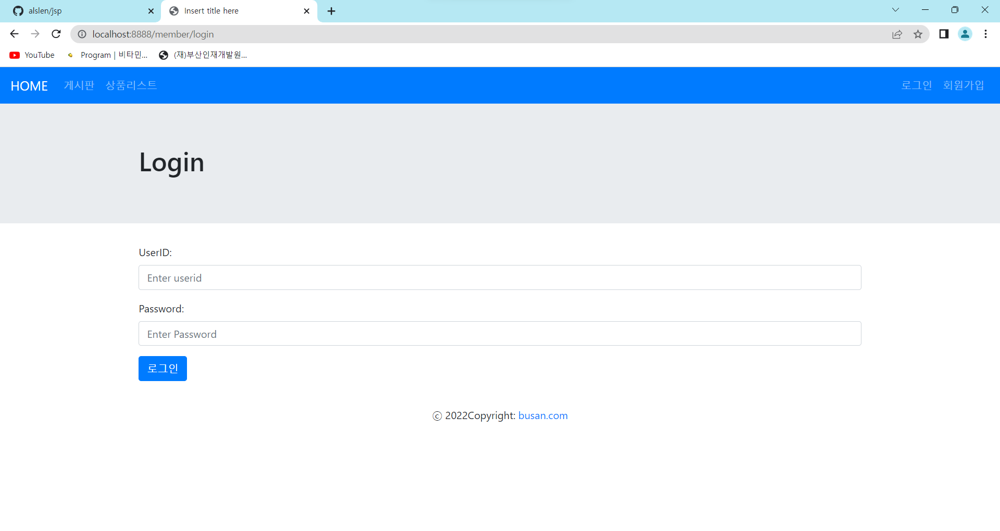 alslen/jsp
Insert title here
localhost:8888/member/login
YouTube
Program | 비타민...
(재)부산인재개발원...
HOME 게시판 상품리스트 로그인 회원가입
Login
UserID:
Enter userid
Password:
Enter Password
로그인
ⓒ 2022Copyright: busan.com